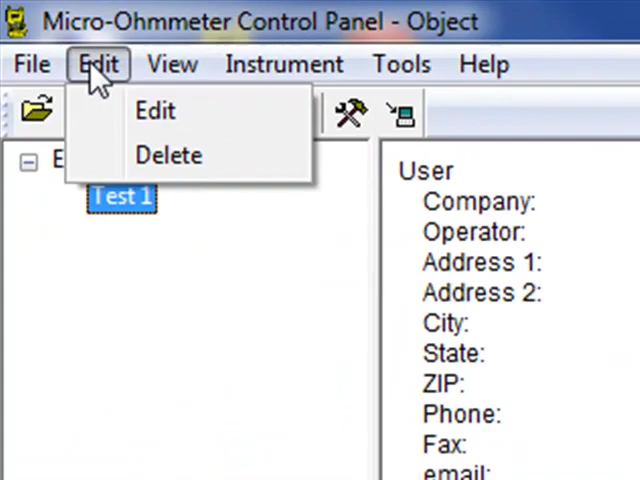 Micro-Ohmmeter Control Panel - Object
File Edit View Instrument Tools Help
Edit
Delete
Test 1
User
Company:
Operator:
Address 1:
Address 2:
City:
State:
ZIP:
Phone:
Fax:
email: